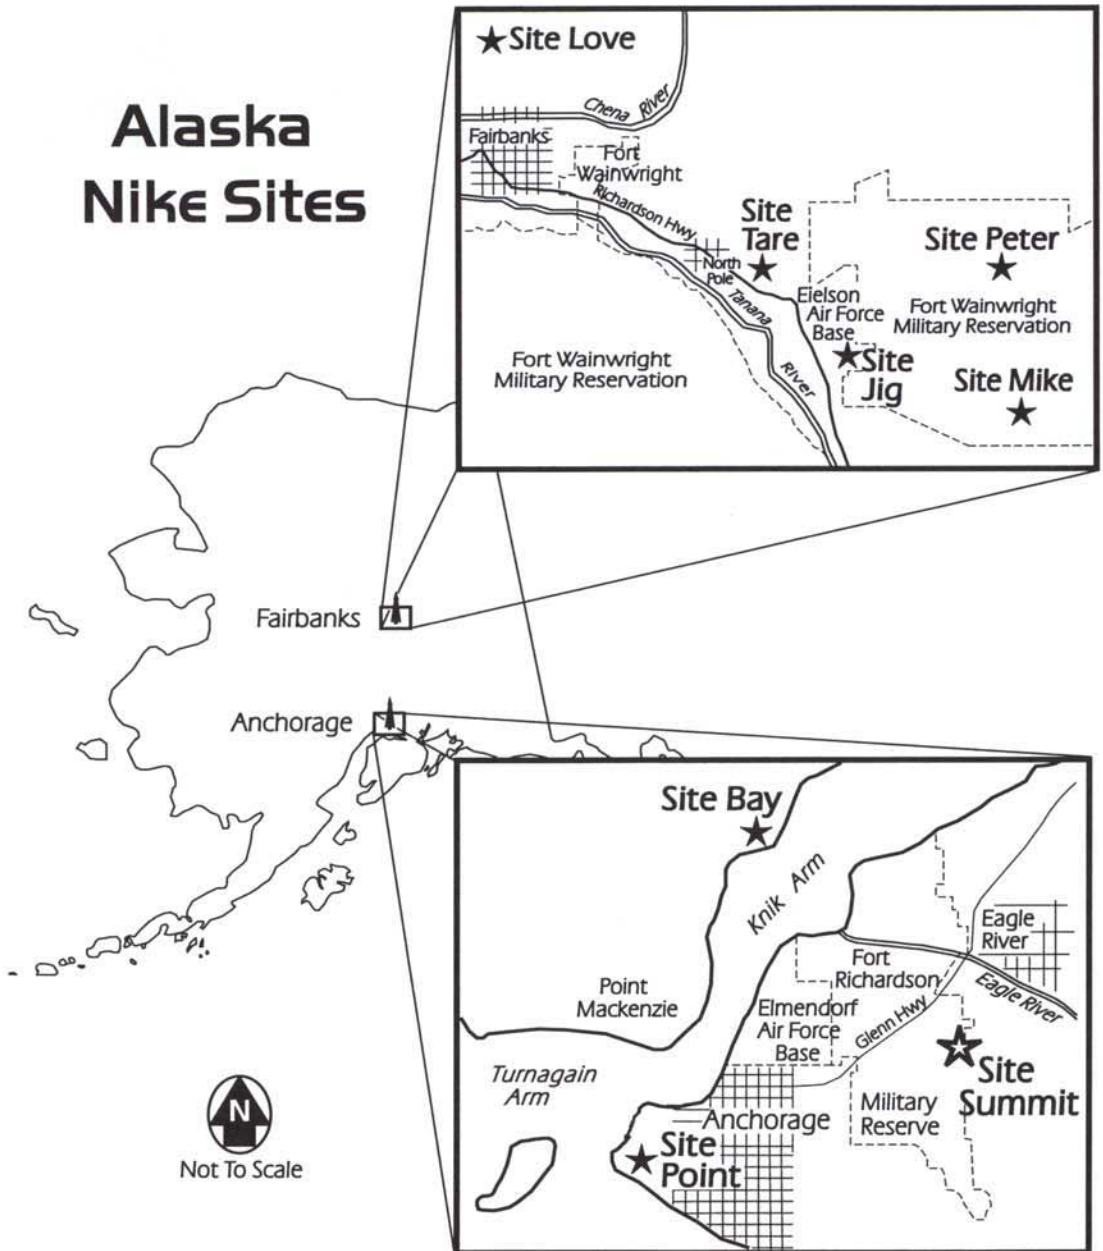 Alaska
Nike Sites
Site Love
Chena River
Fairbanks
Fort
Wainwright
Richardson Hwy
Site
Tare
North
Pole
Tanana
River
Site Peter
Eielson
Air Force
Base
Fort Wainwright
Military Reservation
Fort Wainwright
Military Reservation
Site
Jig
Site Mike
Fairbanks
Anchorage
Site Bay
Knik Arm
Eagle
River
Fort
Richardson
Eagle River
Point
Mackenzie
Elmendorf
Air Force
Base
Glenn Hwy
Turnagain
Arm
Site
Summit
Military
Reserve
Anchorage
Site
Point
N
Not To Scale